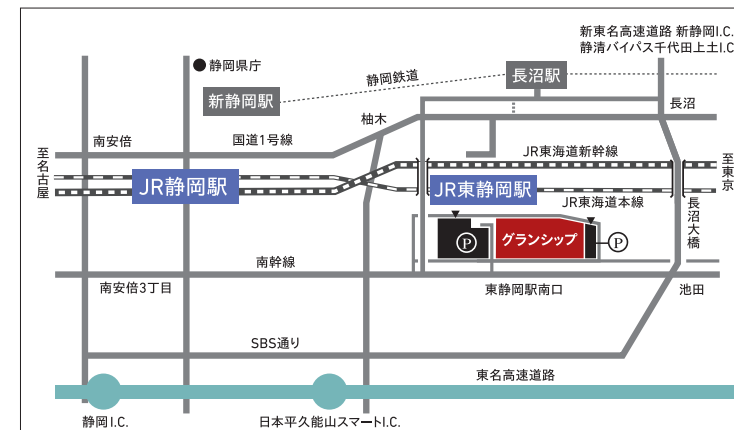 新東名高速道路 新静岡I.C.
静清バイパス千代田上土I.C
静岡県庁
静岡鉄道
長沼駅
新静岡駅
柚木
長沼
南安倍
国道1号線
至名古屋
JR東海道新幹線
至東京
JR静岡駅
JR東静岡駅
JR東海道本線
長沼大橋
P
グランシップ
P
南幹線
南安倍3丁目
東静岡駅南口
池田
SBS通り
東名高速道路
静岡I.C.
日本平久能山スマートI.C.